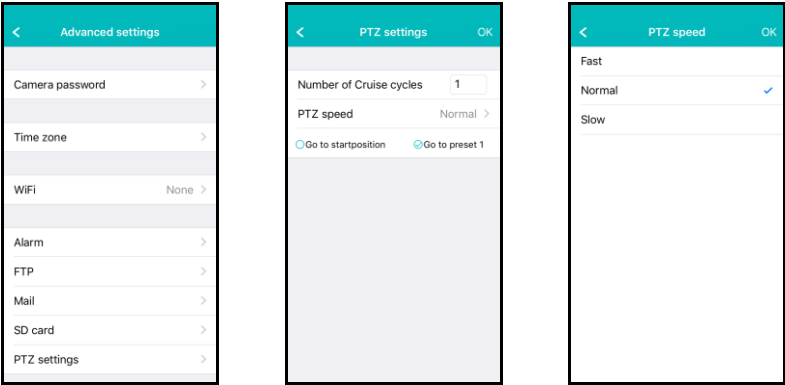 Advanced settings
Camera password
Time zone
WiFi None
Alarm
FTP
Mail
SD card
PTZ settings
PTZ settings OK
Number of Cruise cycles 1
PTZ speed Normal
Go to startposition Go to preset 1
PTZ speed OK
Fast
Normal
Slow